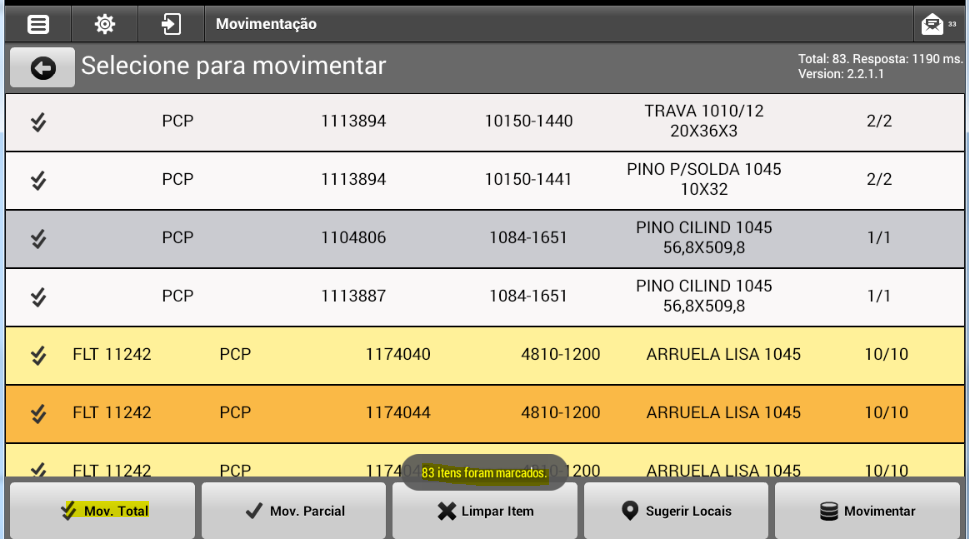 Movimentação
33
Selecione para movimentar
Total: 83. Resposta: 1190 ms.
Version: 2.2.1.1
PCP 1113894 10150-1440 TRAVA 1010/12 20X36X3 2/2
PCP 1113894 10150-1441 PINO P/SOLDA 1045 10X32 2/2
PCP 1104806 1084-1651 PINO CILIND 1045 56,8X509,8 1/1
PCP 1113887 1084-1651 PINO CILIND 1045 56,8X509,8 1/1
FLT 11242 PCP 1174040 4810-1200 ARRUELA LISA 1045 10/10
FLT 11242 PCP 1174044 4810-1200 ARRUELA LISA 1045 10/10
FLT 11242 PCP ARRUELA LISA 1045 10/10
83 itens foram marcados.
Mov. Total
Mov. Parcial
Limpar Item
Sugerir Locais
Movimentar